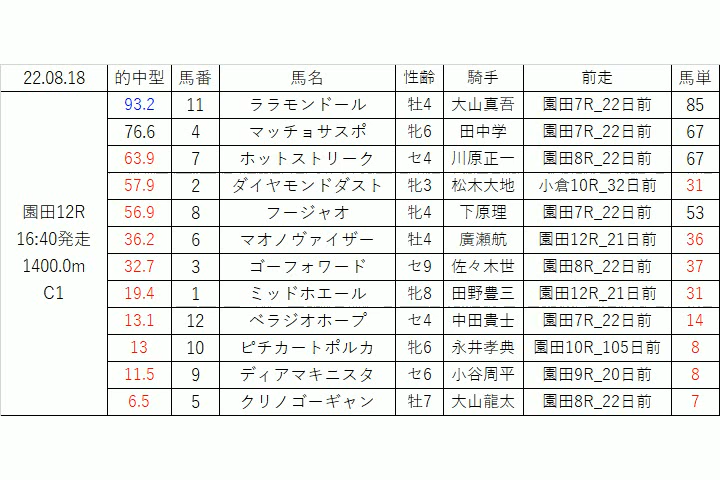 22.08.18 的中型 馬番 馬名 性齢 騎手 前走 馬単
93.2 11 ララモンドール 牡4 大山真吾 園田7R_22日前 85
76.6 4 マッチョサスポ 牝6 田中学 園田7R_22日前 67
63.9 7 ホットストリーク セ4 川原正一 園田8R_22日前 67
57.9 2 ダイヤモンドダスト 牝3 松木大地 小倉10R_32日前 31
園田12R 56.9 8 フージャオ 牝4 下原理 園田7R_22日前 53
16:40発走 36.2 6 マオノヴァイザー 牡4 廣瀬航 園田12R_21日前 36
1400.0m 32.7 3 ゴーフォワード セ9 佐々木世 園田8R_22日前 37
C1 19.4 1 ミッドホエール 牝8 田野豊三 園田12R_21日前 31
13.1 12 ベラジオホープ セ4 中田貴士 園田7R_22日前 14
13 10 ピチカートポルカ 牝6 永井孝典 園田10R_105日前 8
11.5 9 ディアマキニスタ セ6 小谷周平 園田9R_20日前 8
6.5 5 クリノゴーギャン 牡7 大山龍太 園田8R_22日前 7